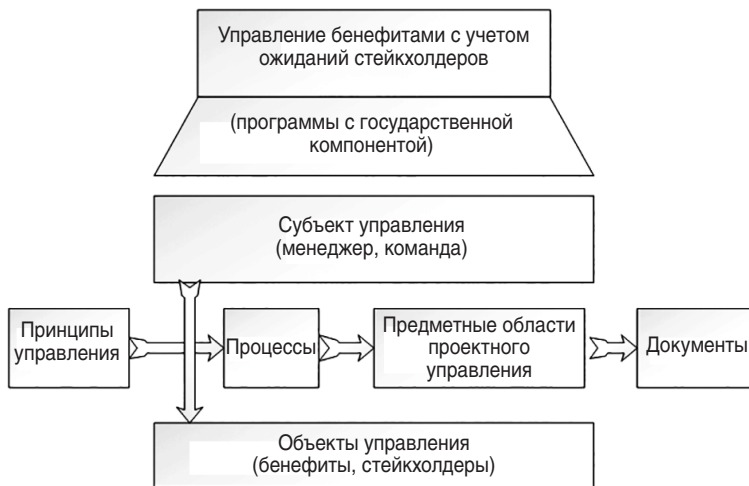 Управление бенефитами с учетом
ожиданий стейкхолдеров
(программы с государственной
компонентой)
Субъект управления
(менеджер, команда)
Принципы
управления
Процессы
Предметные области
проектного
управления
Документы
Объекты управления
(бенефиты, стейкхолдеры)